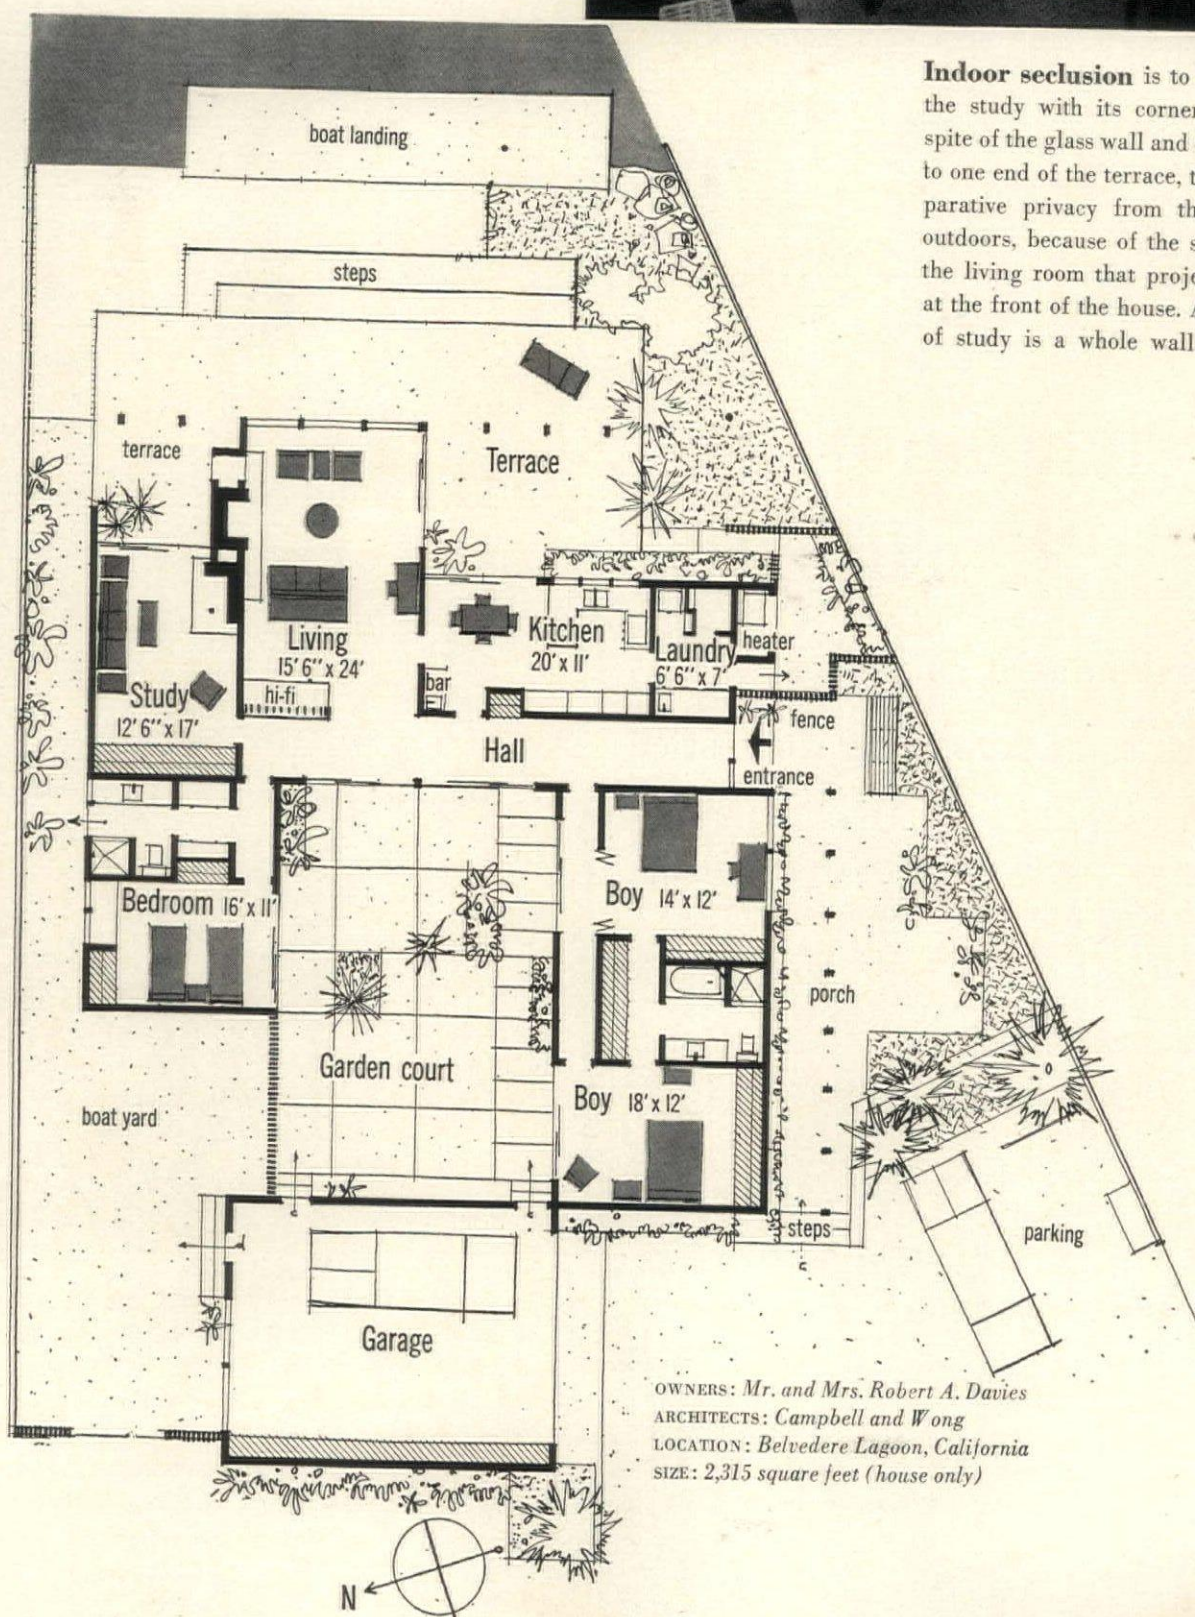 Indoor seclusion is to
the study with its corner
spite of the glass wall and
to one end of the terrace,
parative privacy from
outdoors, because of the
the living room that
at the front of the house.
of study is a whole wall
boat landing
steps
terrace
Terrace
Living
15' 6" x 24'
hi-fi
Study
12' 6" x 17'
Kitchen
20' x 11'
bar
Laundry
6' 6" x 7'
heater
fence
Hall
entrance
Bedroom 16' x 11'
Boy 14' x 12'
porch
Garden court
boat yard
Boy 18' x 12'
steps
parking
Garage
OWNERS: Mr. and Mrs. Robert A. Davies
ARCHITECTS: Campbell and Wong
LOCATION: Belvedere Lagoon, California
SIZE: 2,315 square feet (house only)
N